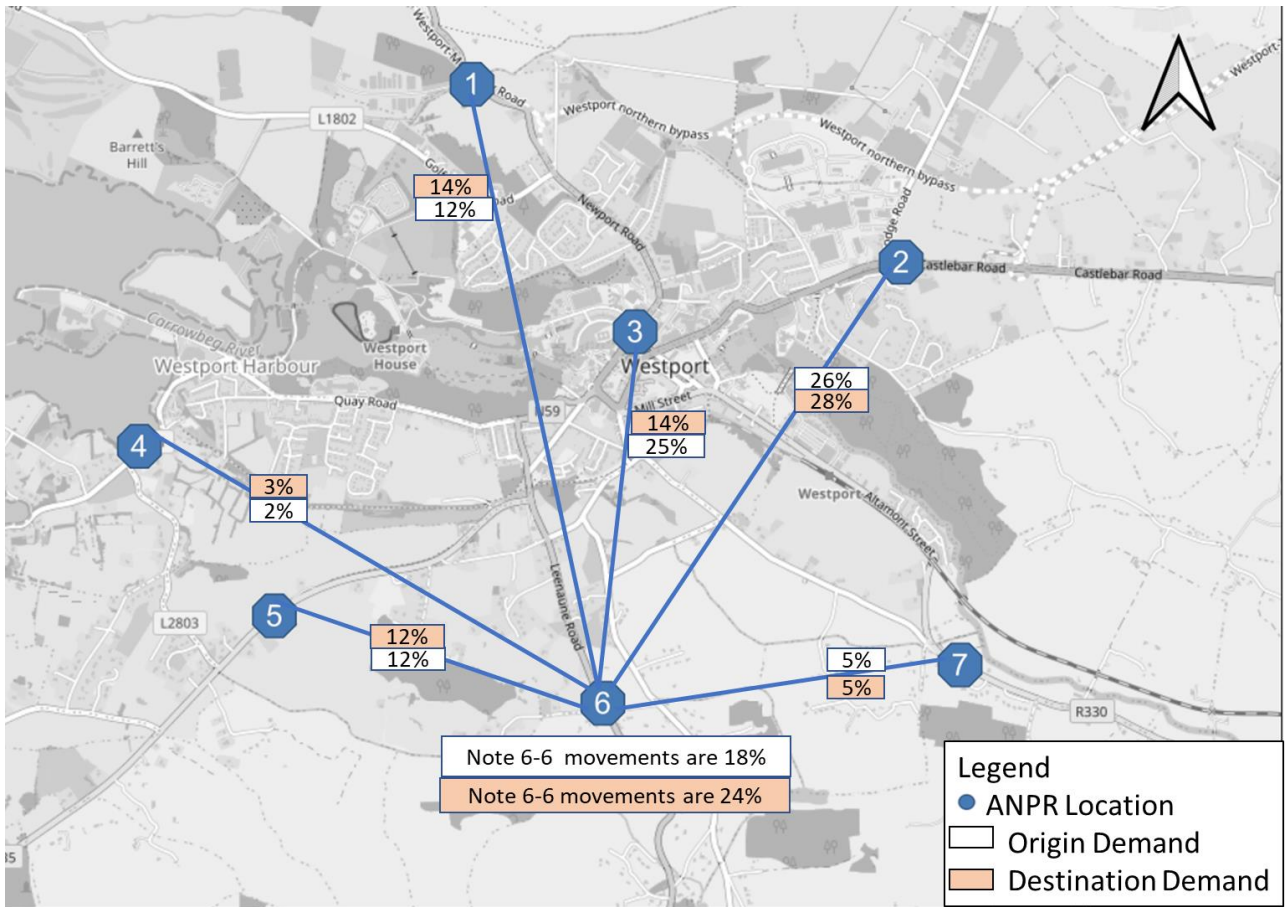 Westport-M
Road
1
L1802
Barrett's
Hill
Westport northern bypass
Westport northern bypass
Westport
14%
12%
Newport Road
2
Castlebar Road
Castlebar Road
3
Carrowbeg River
Westport Harbour
Westport
House
Westport
Quay Road
N59
Mill Street
26%
28%
14%
25%
4
3%
2%
Westport
Altamont Street
Leenaune Road
5
L2803
12%
12%
6
5%
5%
7
R330
Note 6-6 movements are 18%
Note 6-6 movements are 24%
Legend
ANPR Location
Origin Demand
Destination Demand